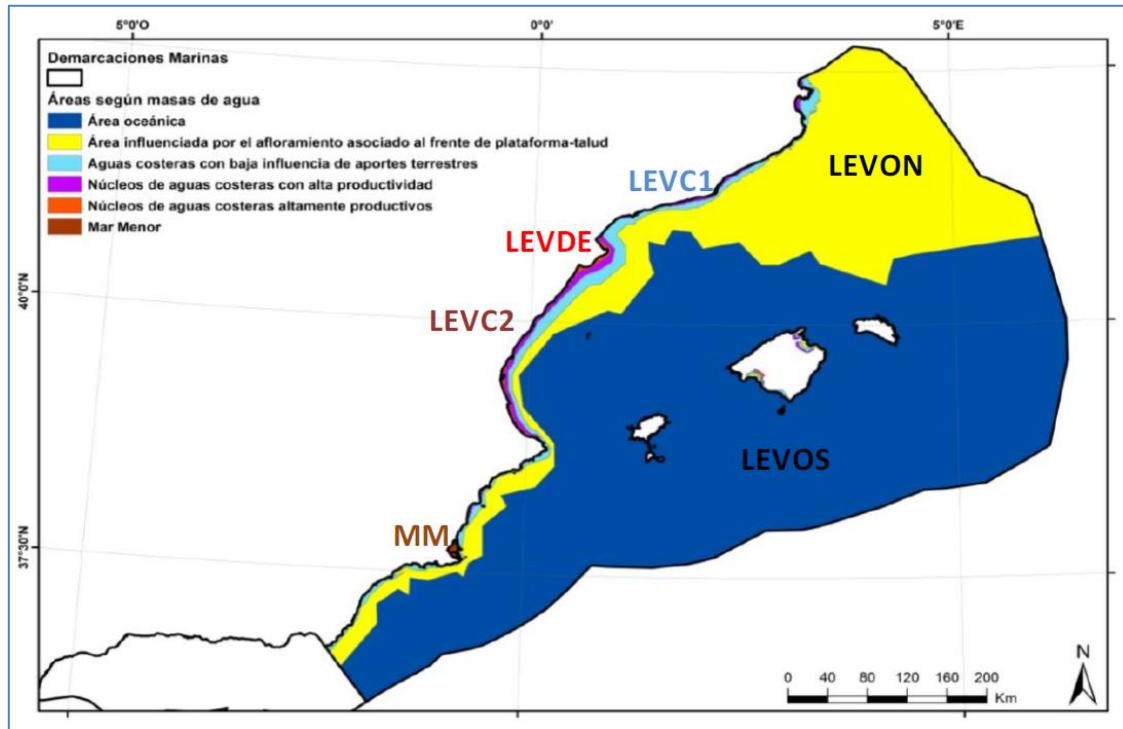 5°0'O
0°0'
5°0'E
Demarcaciones Marinas
Áreas según masas de agua
Área oceánica
Área influenciada por el afloramiento asociado al frente de plataforma-talud
Aguas costeras con baja influencia de aportes terrestres
Núcleos de aguas costeras con alta productividad
Núcleos de aguas costeras altamente productivos
Mar Menor
LEVON
LEVC1
LEVDE
40°0'N
LEVC2
LEVOS
37°30'N
MM
N
0 40 80 120 160 200
Km